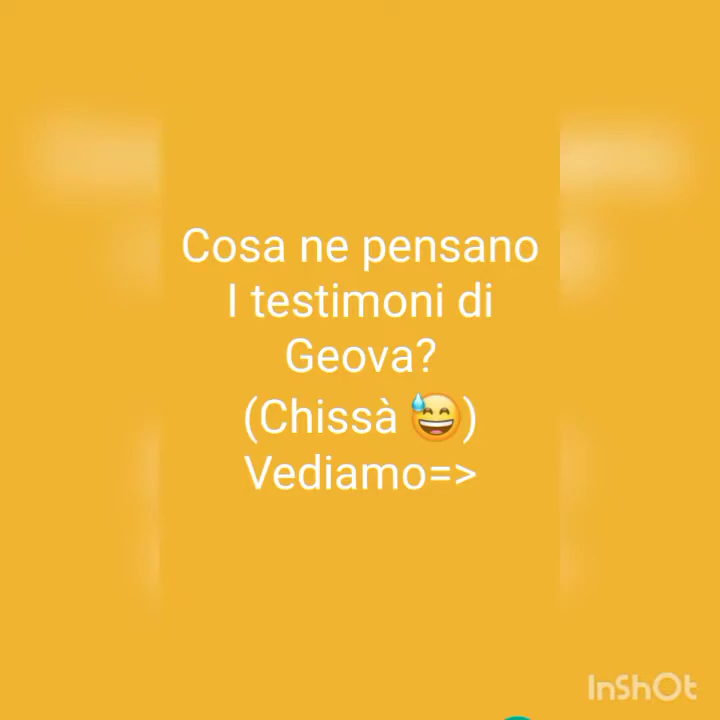 Cosa ne pensano
I testimoni di
Geova?
(Chissà 😅)
Vediamo=>
InShOt